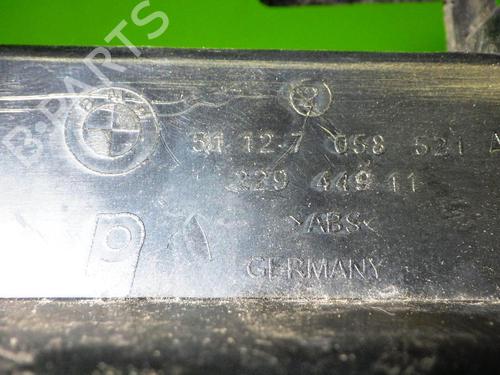 B-PARTS
51 12-7 058 521 A
229 449 11
>ABS<
GERMANY